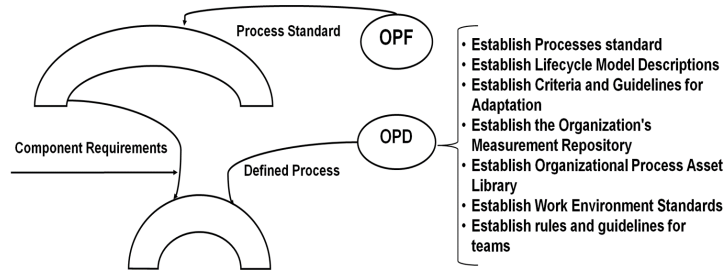 Process Standard
OPF
Component Requirements
Defined Process
OPD
• Establish Processes standard
• Establish Lifecycle Model Descriptions
• Establish Criteria and Guidelines for
Adaptation
• Establish the Organization's
Measurement Repository
• Establish Organizational Process Asset
Library
• Establish Work Environment Standards
• Establish rules and guidelines for
teams